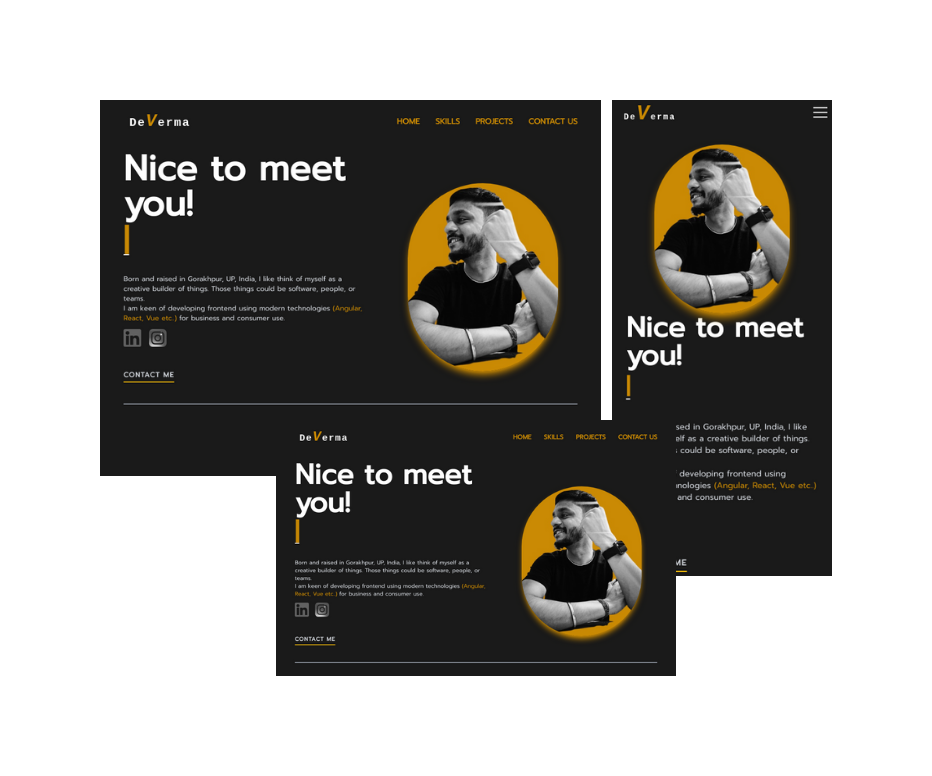 DeVerma
HOME SKILLS PROJECTS CONTACT US
Nice to meet
you!
Born and raised in Gorakhpur, UP, India, I like think of myself as a
creative builder of things. Those things could be software, people, or
teams.
I am keen of developing frontend using modern technologies (Angular,
React, Vue etc.) for business and consumer use.
in
CONTACT ME
DeVerma
Nice to meet
you!
sed in Gorakhpur, UP, India, I like
elf as a creative builder of things.
could be software, people, or
developing frontend using
nologies (Angular, React, Vue etc.)
and consumer use.
ME
DeVerma
HOME SKILLS PROJECTS CONTACT US
Nice to meet
you!
Born and raised in Gorakhpur, UP, India, I like think of myself as a
creative builder of things. Those things could be software, people, or
teams.
I am keen of developing frontend using modern technologies (Angular,
React, Vue etc.) for business and consumer use.
in
CONTACT ME